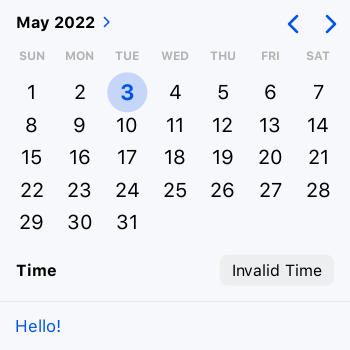 May 2022
SUN MON TUE WED THU FRI SAT
1 2 3 4 5 6 7
8 9 10 11 12 13 14
15 16 17 18 19 20 21
22 23 24 25 26 27 28
29 30 31
Time Invalid Time
Hello!